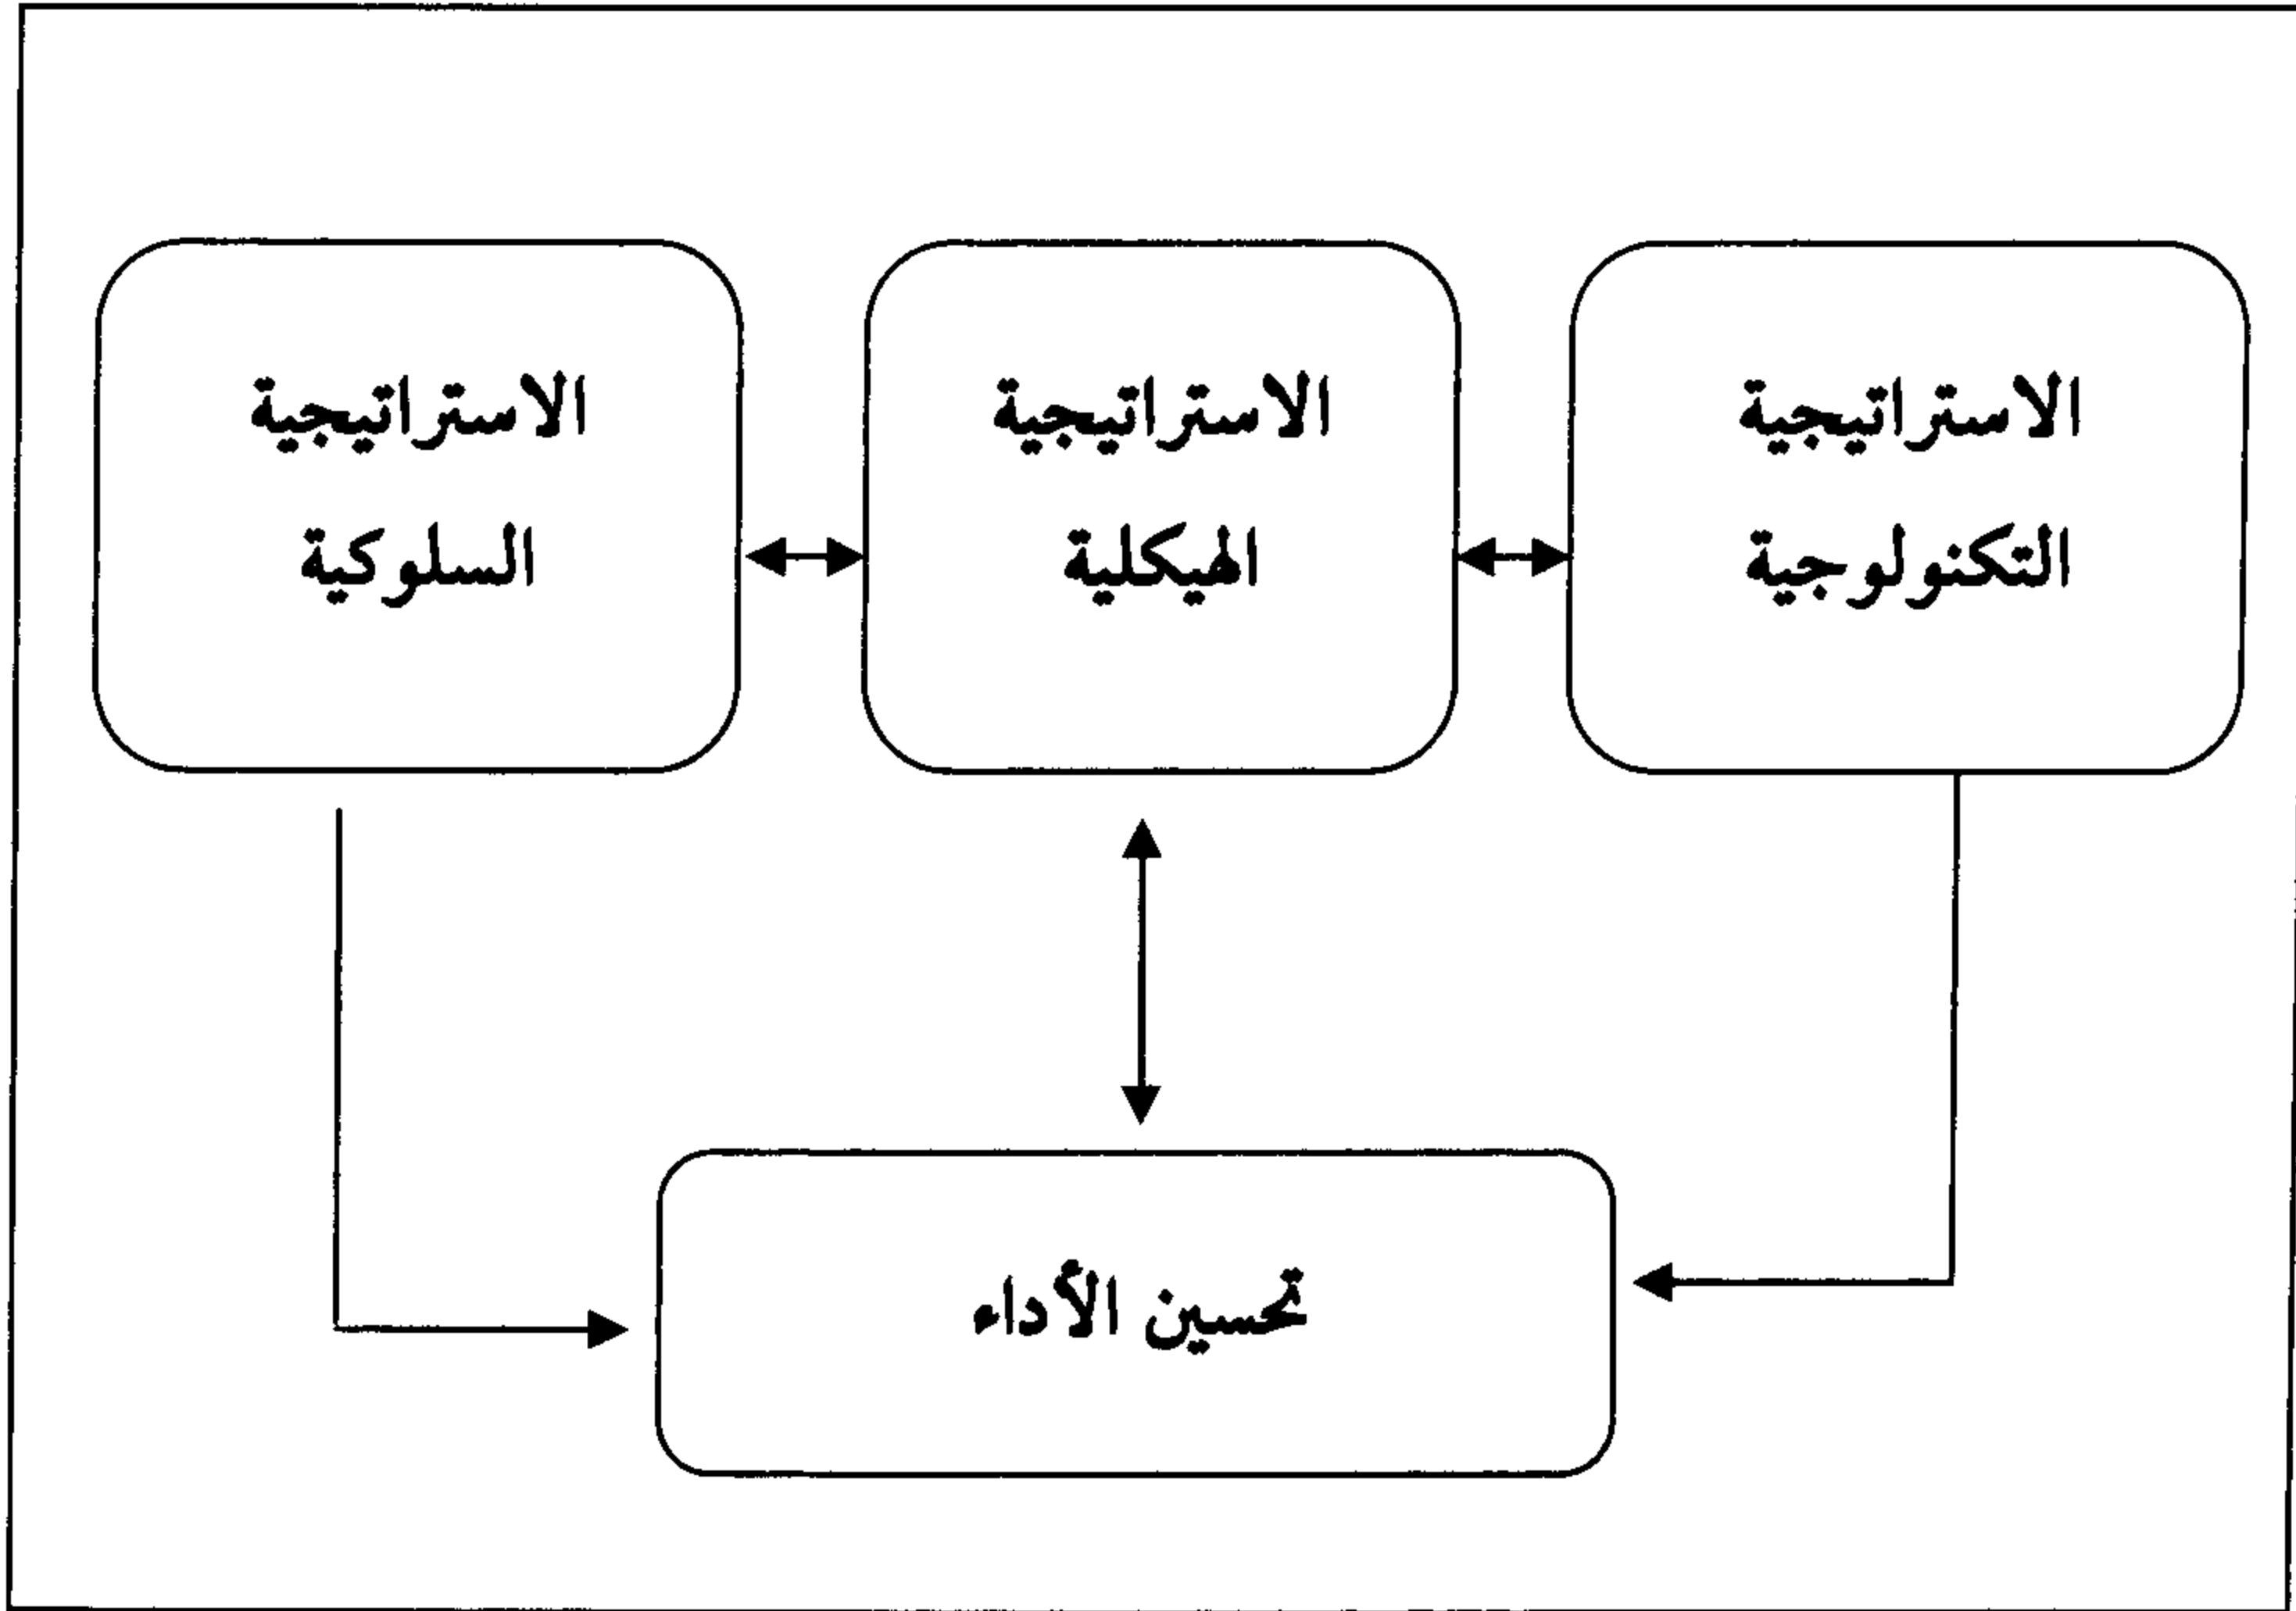 الاستراتيجية
التكنولوجية
الاستراتيجية
الهيكلية
الاستراتيجية
السلوكية
تحسين الأداء